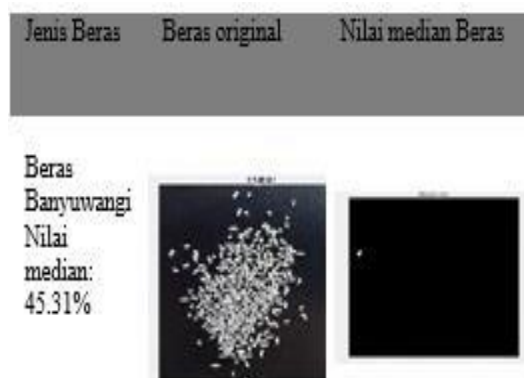 Jenis Beras
Beras original
Nilai median Beras
Beras
Banyuwangi
Nilai
median:
45.31%